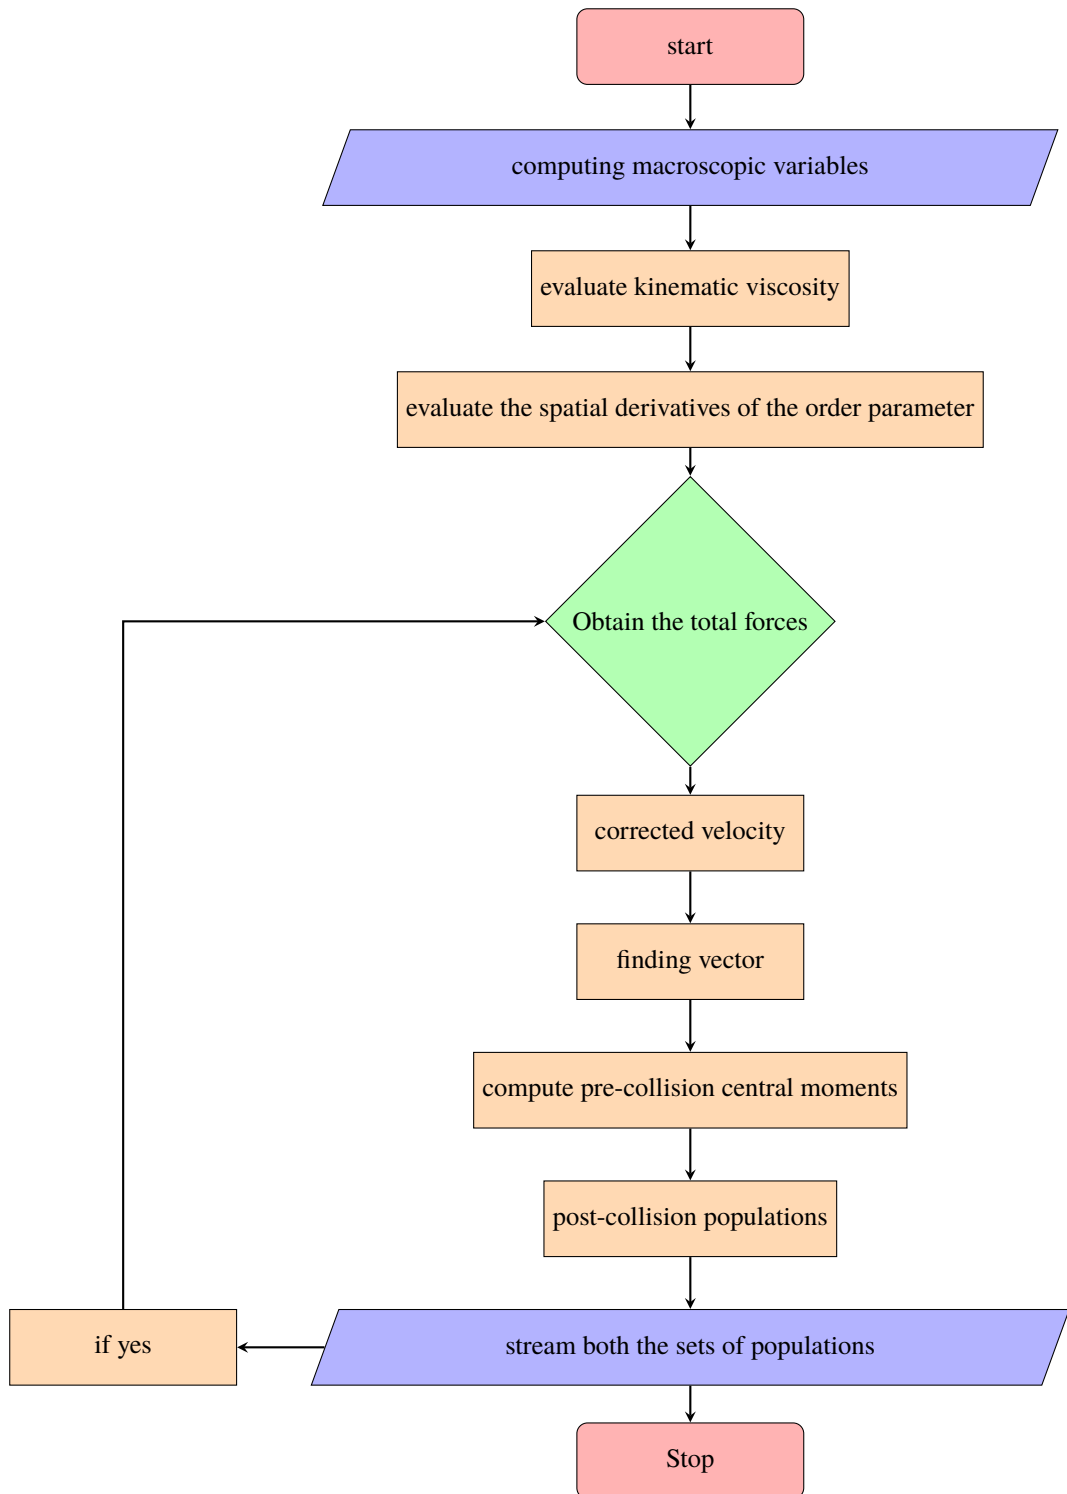 start
computing macroscopic variables
evaluate kinematic viscosity
evaluate the spatial derivatives of the order parameter
Obtain the total forces
corrected velocity
finding vector
compute pre-collision central moments
post-collision populations
if yes
stream both the sets of populations
Stop